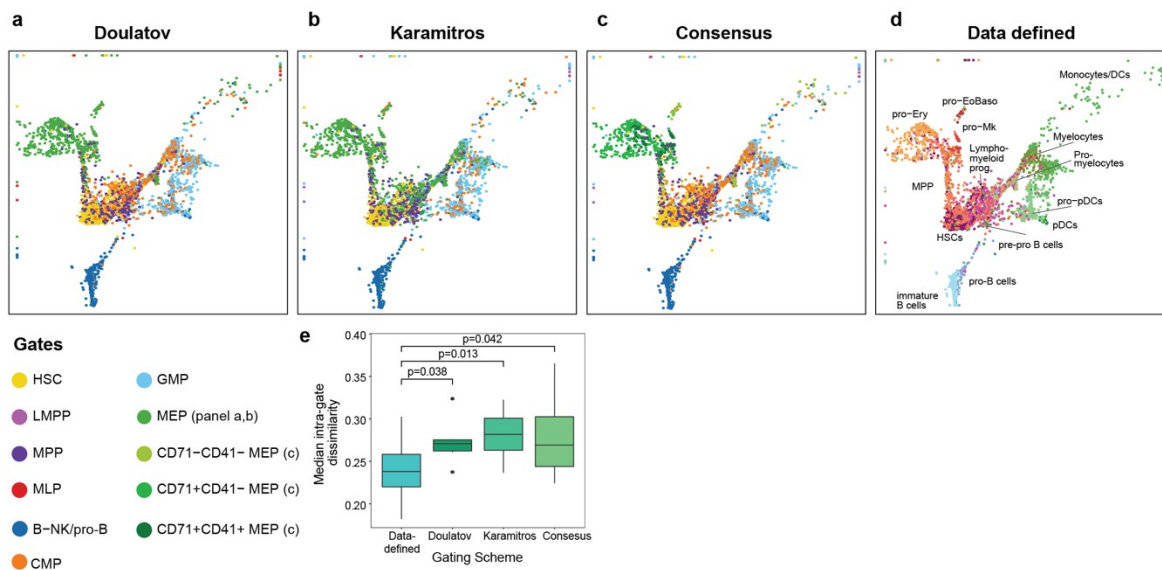 a
Doulatov
b
Karamitros
c
Consensus
d
Data defined
Monocytes/DCs
pro−EoBaso
pro−Ery
pro−Mk
Myelocytes
Lympho-
myeloid
prog.
Pro-
myelocytes
MPP
pro−pDCs
HSCs
pDCs
pre-pro B cells
pro-B cells
immature
B cells
Gates
HSC
LMPP
MPP
MLP
B−NK/pro-B
CMP
GMP
MEP (panel a,b)
CD71−CD41− MEP (c)
CD71+CD41− MEP (c)
CD71+CD41+ MEP (c)
e
p=0.042
p=0.013
p=0.038
0.40
0.35
0.30
0.25
0.20
Median intra-gate
dissimilarity
Data-
defined
Doulatov
Karamitros
Consesus
Gating Scheme